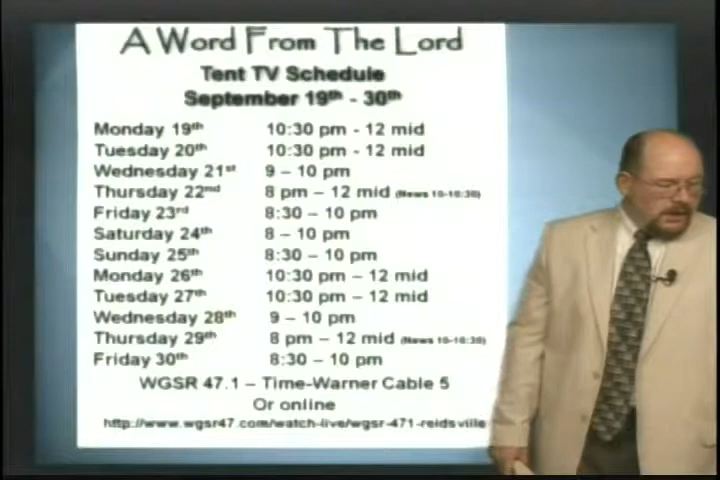 A Word From The Lord
Tent TV Schedule
September 19th - 30th
Monday 19th 10:30 pm - 12 mid
Tuesday 20th 10:30 pm - 12 mid
Wednesday 21st 9 – 10 pm
Thursday 22nd 8 pm – 12 mid (News 10-10:30)
Friday 23rd 8:30 – 10 pm
Saturday 24th 8 – 10 pm
Sunday 25th 8:30 – 10 pm
Monday 26th 10:30 pm – 12 mid
Tuesday 27th 10:30 pm – 12 mid
Wednesday 28th 9 – 10 pm
Thursday 29th 8 pm – 12 mid (News 10-10:30)
Friday 30th 8:30 – 10 pm
WGSR 47.1 – Time-Warner Cable 5
Or online
http://www.wgsr47.com/watch-live/wgsr-471-reidsville